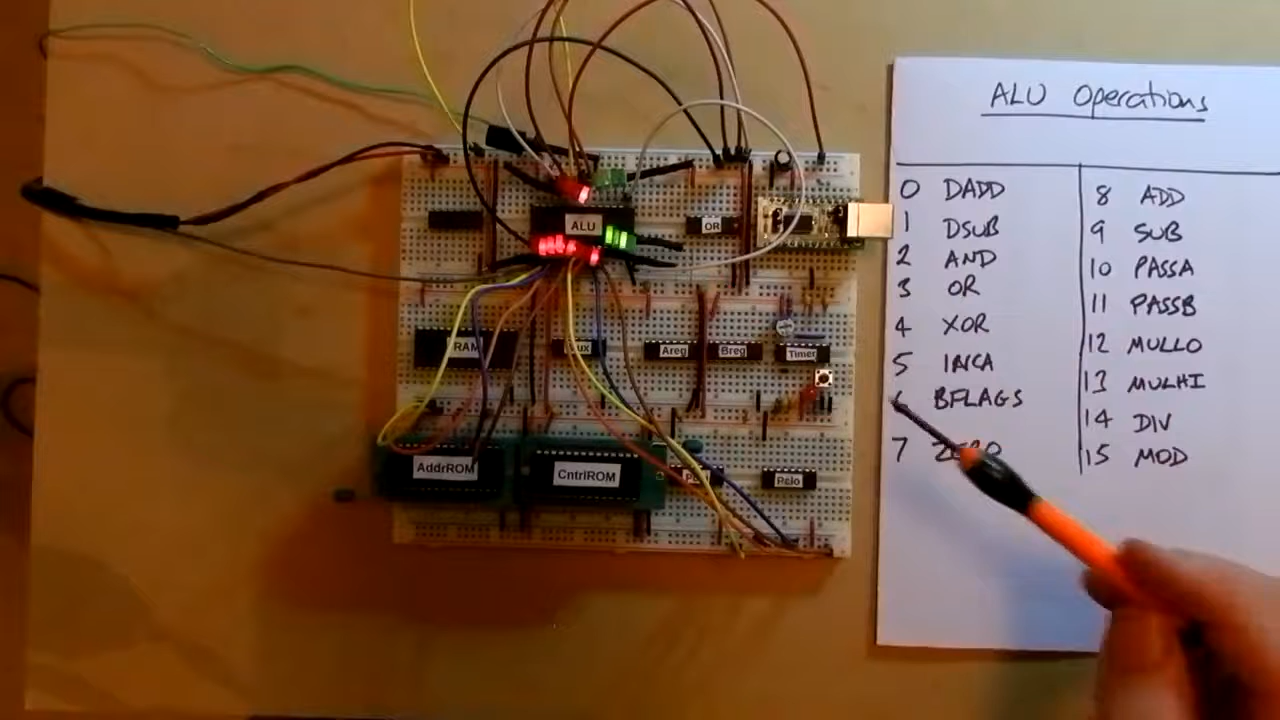 ALU Operations
0 DADD
1 DSUB
2 AND
3 OR
4 XOR
5 INCA
6 BFLAGS
7 ZERO
8 ADD
9 SUB
10 PASSA
11 PASSB
12 MULLO
13 MULHI
14 DIV
15 MOD
ALU
OR
RAM
Areg
Breg
Timer
AddrROM
CntrlROM